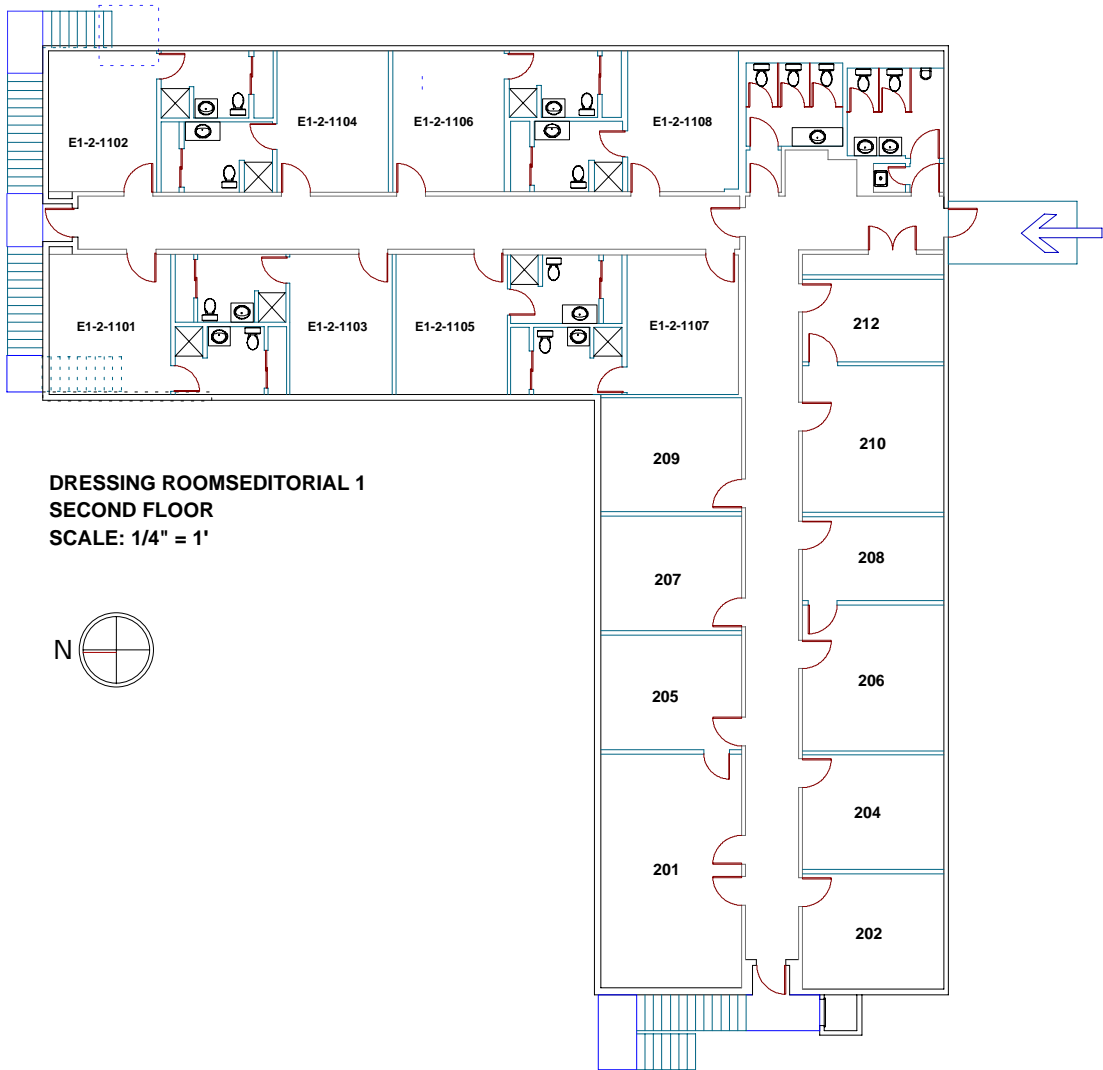 E1-2-1102
E1-2-1104
E1-2-1106
E1-2-1108
E1-2-1101
E1-2-1103
E1-2-1105
E1-2-1107
212
209
210
DRESSING ROOMSEDITORIAL 1
SECOND FLOOR
SCALE: 1/4" = 1'
207
208
N
205
206
201
204
202